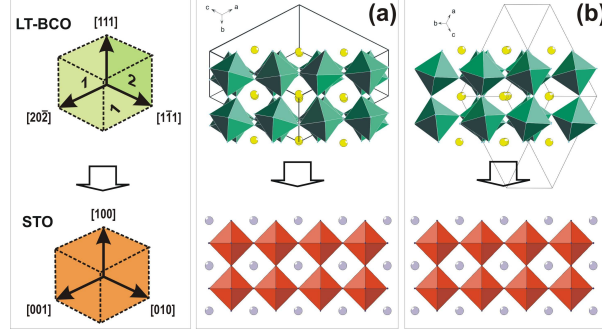 LT-BCO
[111]
1
2
1
[202̅]
[11̅1]
STO
[100]
[001]
[010]
(a)
c
a
b
(b)
a
b
c